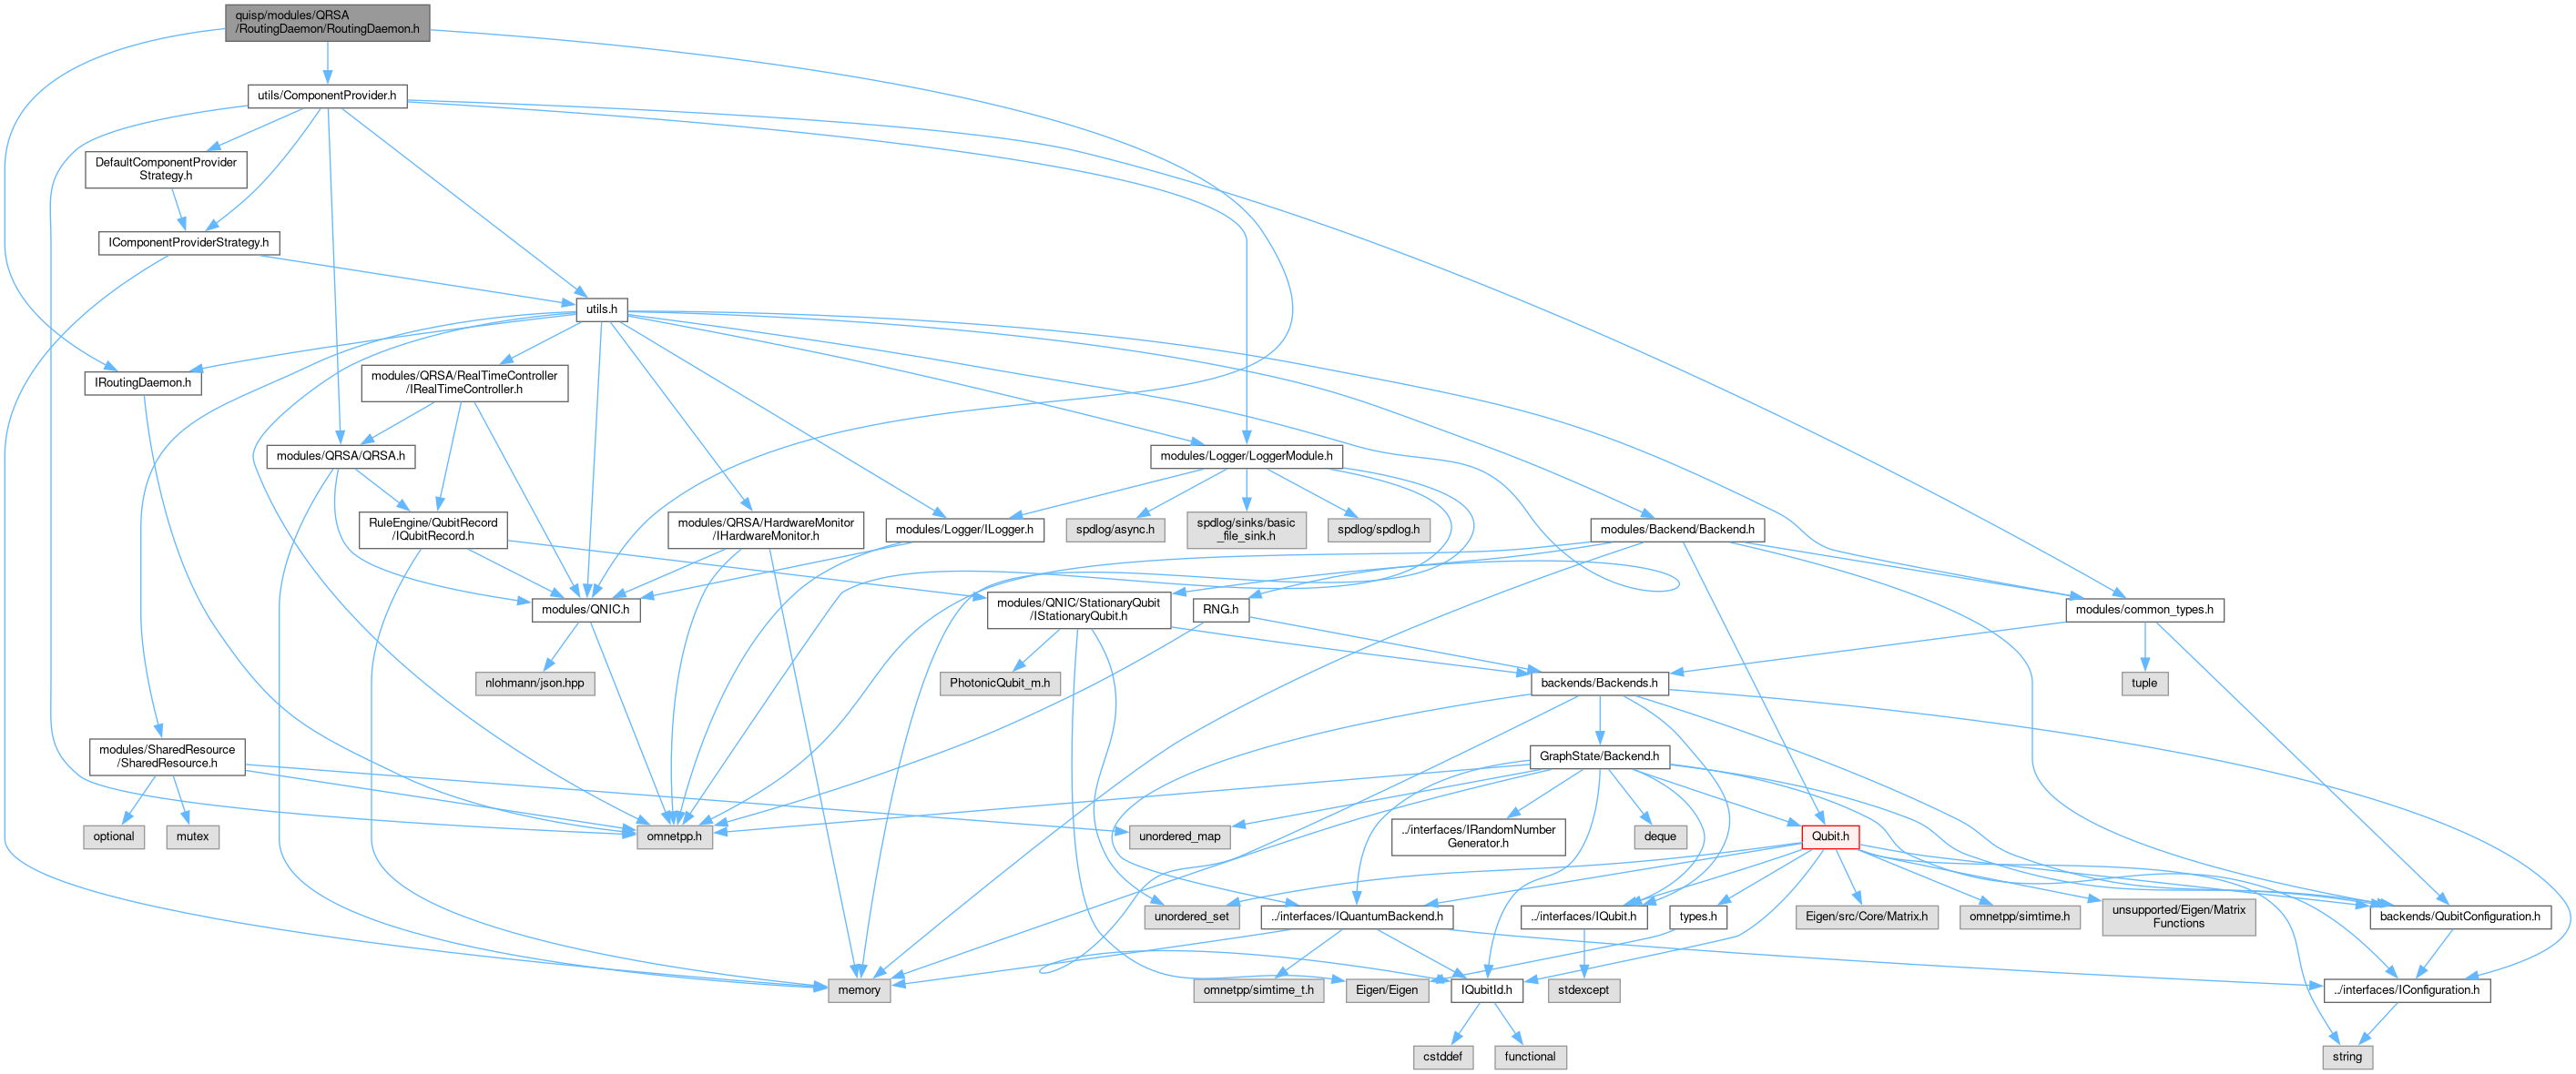 quisp/modules/QRSA
/RoutingDaemon/RoutingDaemon.h
utils/ComponentProvider.h
DefaultComponentProvider
Strategy.h
IComponentProviderStrategy.h
utils.h
IRoutingDaemon.h
modules/QRSA/RealTimeController
/IRealTimeController.h
modules/QRSA/QRSA.h
modules/Logger/LoggerModule.h
RuleEngine/QubitRecord
/IQubitRecord.h
modules/QRSA/HardwareMonitor
/IHardwareMonitor.h
modules/Logger/ILogger.h
spdlog/async.h
spdlog/sinks/basic
_file_sink.h
spdlog/spdlog.h
modules/Backend/Backend.h
modules/QNIC.h
modules/QNIC/StationaryQubit
/IStationaryQubit.h
RNG.h
modules/common_types.h
nlohmann/json.hpp
PhotonicQubit_m.h
backends/Backends.h
tuple
modules/SharedResource
/SharedResource.h
GraphState/Backend.h
optional
mutex
omnetpp.h
unordered_map
../interfaces/IRandomNumber
Generator.h
deque
Qubit.h
unordered_set
../interfaces/IQuantumBackend.h
../interfaces/IQubit.h
types.h
Eigen/src/Core/Matrix.h
omnetpp/simtime.h
unsupported/Eigen/Matrix
Functions
backends/QubitConfiguration.h
memory
omnetpp/simtime_t.h
Eigen/Eigen
IQubitId.h
stdexcept
../interfaces/IConfiguration.h
cstddef
functional
string